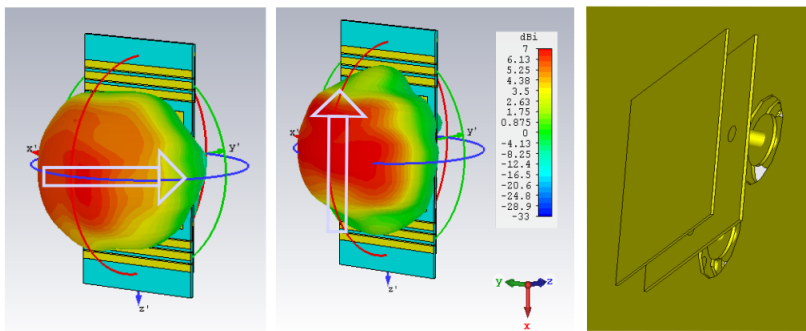 x'
y'
z'
x'
y'
z'
dBi
7
6.13
5.25
4.38
3.5
2.63
1.75
0.875
0
-4.13
-8.25
-12.4
-16.5
-20.6
-24.8
-28.9
-33
y
z
x